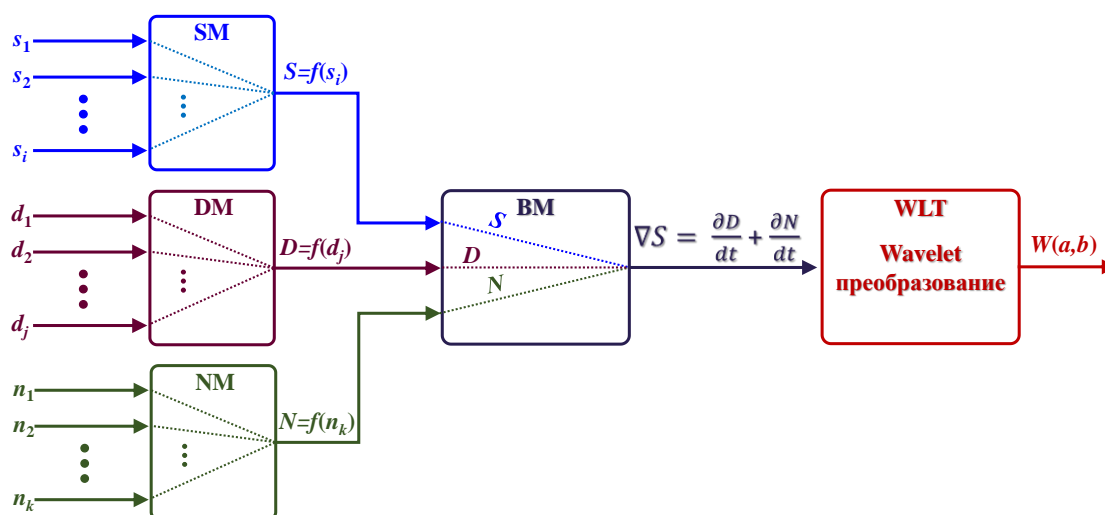 SM
s₁
s₂
sᵢ
S=f(sᵢ)
DM
d₁
d₂
dⱼ
D=f(dⱼ)
NM
n₁
n₂
nₖ
N=f(nₖ)
BM
S
D
N
∇S = ∂D/dt + ∂N/dt
WLT
Wavelet
преобразование
W(a,b)